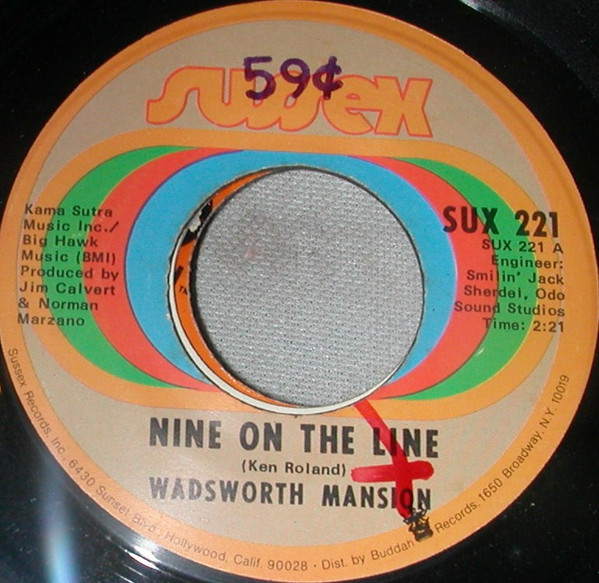 59¢
sussex
Kama Sutra
Music Inc./
Big Hawk
Music (BMI)
Produced by
Jim Calvert
& Norman
Marzano
SUX 221
SUX 221 A
Engineer:
Smilin' Jack
Sherdel, Odo
Sound Studios
Time: 2:21
NINE ON THE LINE
(Ken Roland)
WADSWORTH MANSION
Sussex Records, Inc., 6430 Sunset Blvd., Hollywood, Calif. 90028 · Dist. by Buddah Records, 1650 Broadway, N.Y. 10019